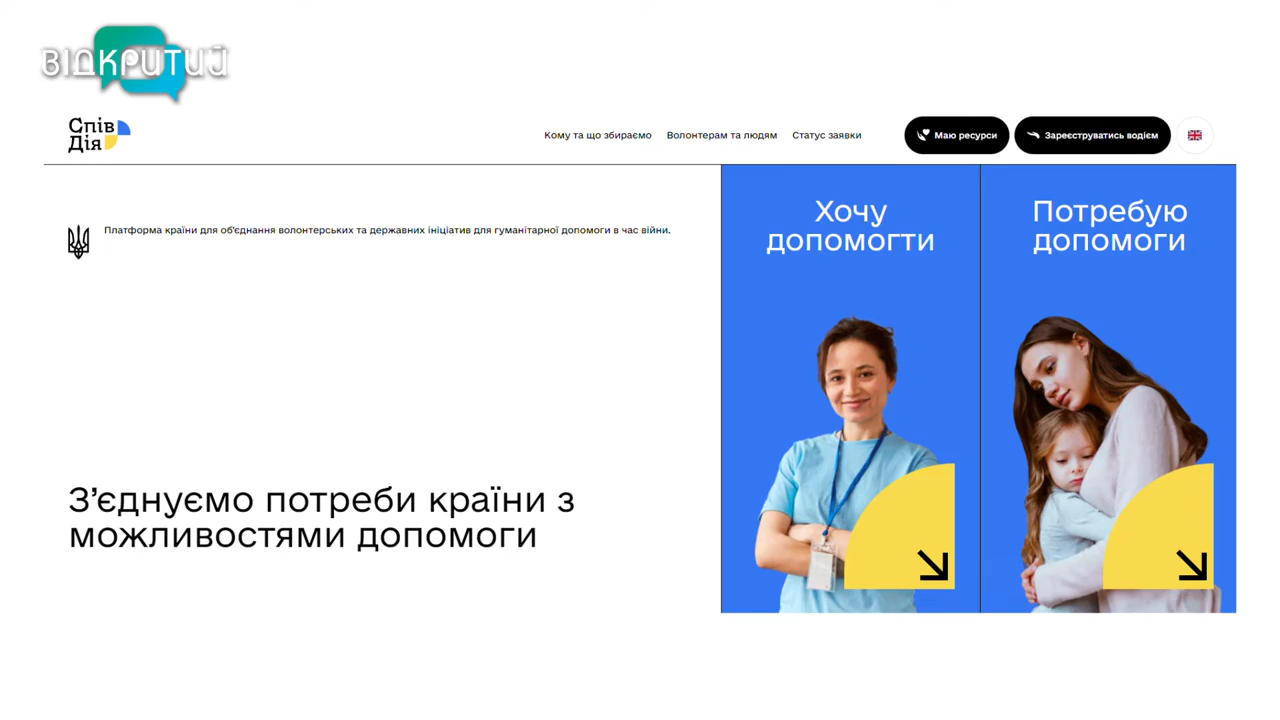 ВІДКРИТИЙ
Спів
Дія
Кому та що збираємо
Волонтерам та людям
Статус заявки
Маю ресурси
Зареєструватись водієм
Платформа країни для об'єднання волонтерських та державних ініціатив для гуманітарної допомоги в час війни.
Хочу
допомогти
Потребую
допомоги
З’єднуємо потреби країни з
можливостями допомоги